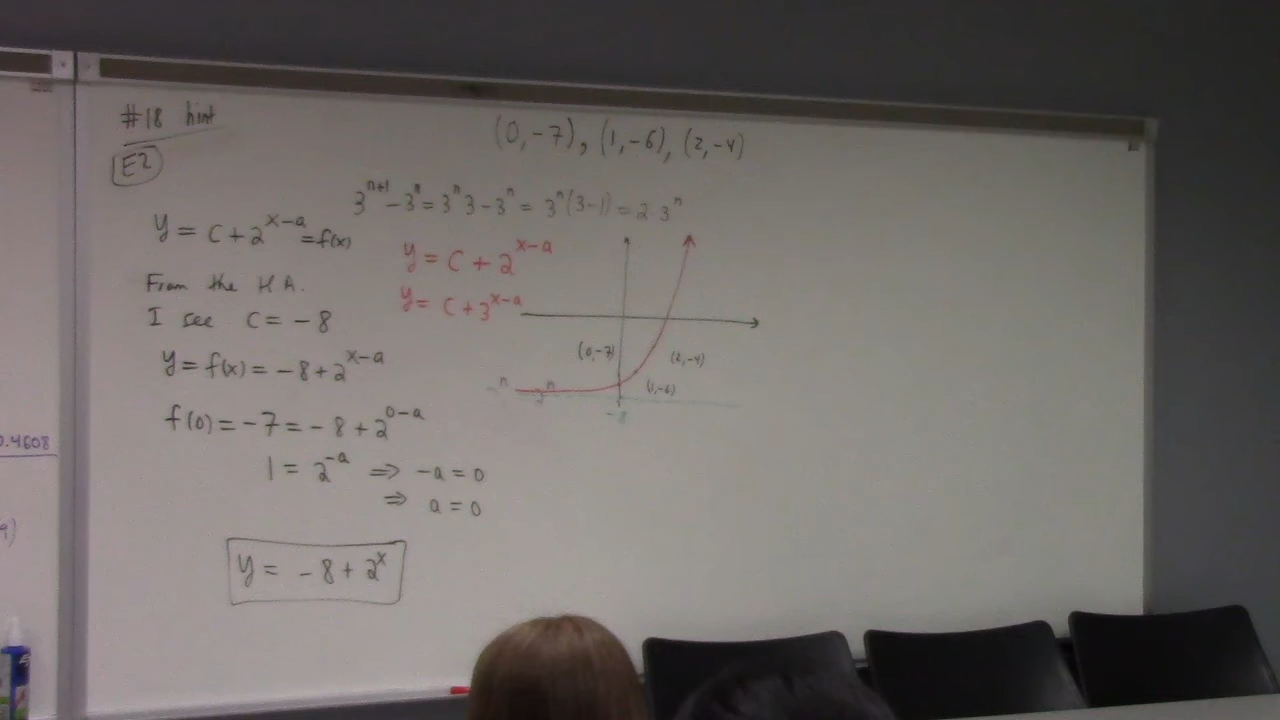 #18 hint
E2
(0,-7), (1,-6), (2,-4)
3^{n+1} - 3^n = 3^n 3 - 3^n = 3^n(3-1) = 2·3^n
y = c + 2^{x-a} = f(x)
From the H.A.
I see c = -8
y = f(x) = -8 + 2^{x-a}
f(0) = -7 = -8 + 2^{0-a}
1 = 2^{-a} ⇒ -a = 0
⇒ a = 0
y = -8 + 2^x
y = c + 2^{x-a}
y = c + 3^{x-a}
(0,-7)
(2,-4)
(1,-6)
-8
0.4608